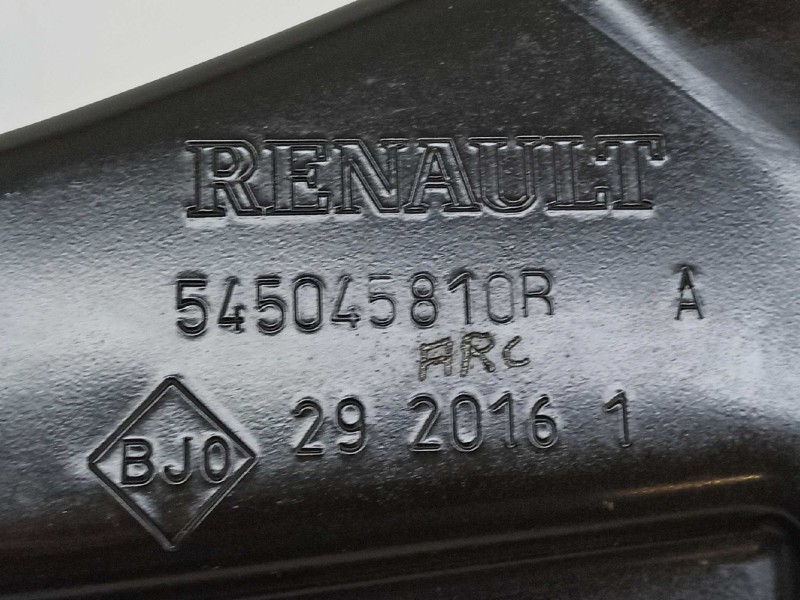 RENAULT
545045810R A
ARC
BJO 29 2016 1